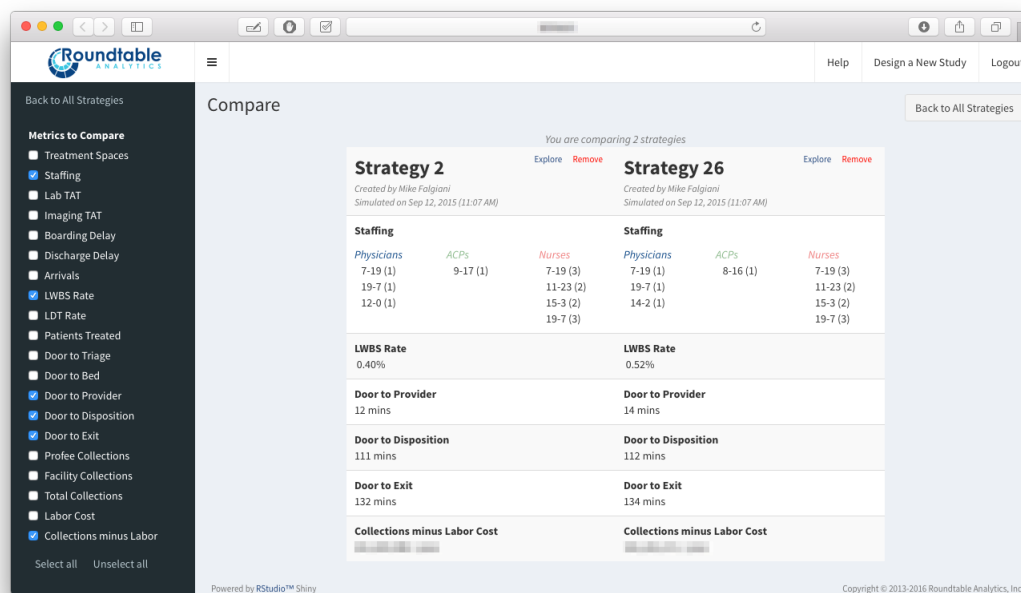 Roundtable
ANALYTICS
Help
Design a New Study
Logout
Back to All Strategies
Metrics to Compare
Treatment Spaces
Staffing
Lab TAT
Imaging TAT
Boarding Delay
Discharge Delay
Arrivals
LWBS Rate
LDT Rate
Patients Treated
Door to Triage
Door to Bed
Door to Provider
Door to Disposition
Door to Exit
Profee Collections
Facility Collections
Total Collections
Labor Cost
Collections minus Labor
Select all Unselect all
Compare
Back to All Strategies
You are comparing 2 strategies
Strategy 2
Explore Remove
Created by Mike Falgiani
Simulated on Sep 12, 2015 (11:07 AM)
Staffing
Physicians ACPs Nurses
7-19 (1) 9-17 (1) 7-19 (3)
19-7 (1) 11-23 (2)
12-0 (1) 15-3 (2)
19-7 (3)
LWBS Rate
0.40%
Door to Provider
12 mins
Door to Disposition
111 mins
Door to Exit
132 mins
Collections minus Labor Cost
Strategy 26
Explore Remove
Created by Mike Falgiani
Simulated on Sep 12, 2015 (11:07 AM)
Staffing
Physicians ACPs Nurses
7-19 (1) 8-16 (1) 7-19 (3)
19-7 (1) 11-23 (2)
14-2 (1) 15-3 (2)
19-7 (3)
LWBS Rate
0.52%
Door to Provider
14 mins
Door to Disposition
112 mins
Door to Exit
134 mins
Collections minus Labor Cost
Powered by RStudio™ Shiny
Copyright © 2013-2016 Roundtable Analytics, Inc